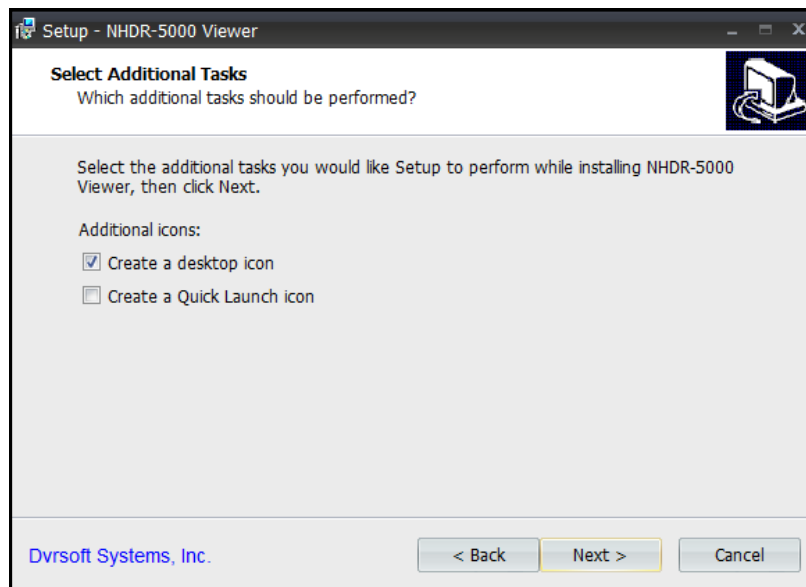 Setup - NHDR-5000 Viewer
Select Additional Tasks
Which additional tasks should be performed?
Select the additional tasks you would like Setup to perform while installing NHDR-5000
Viewer, then click Next.
Additional icons:
Create a desktop icon
Create a Quick Launch icon
Dvrsoft Systems, Inc.
< Back
Next >
Cancel